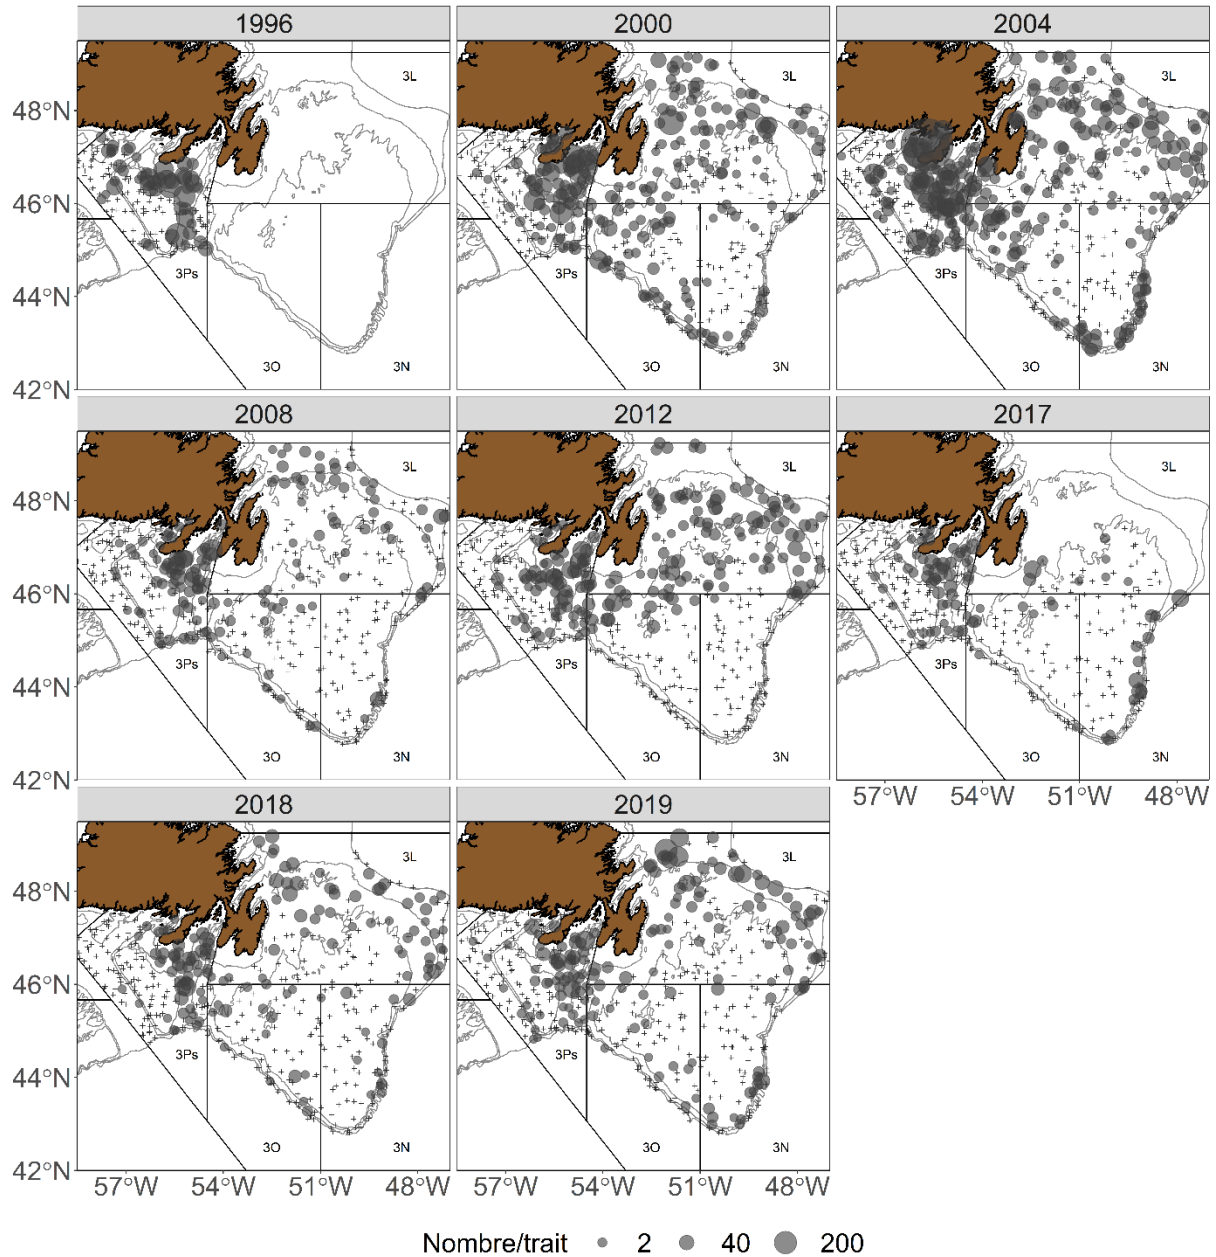 1996 2000 2004
48°N 3L 3L 3L
46°N
44°N 3Ps 3Ps 3Ps
42°N 3O 3N 3O 3N 3O 3N
2008 2012 2017
48°N 3L 3L 3L
46°N
44°N 3Ps 3Ps 3Ps
42°N 3O 3N 3O 3N 3O 3N
57°W 54°W 51°W 48°W
2018 2019
48°N 3L 3L
46°N
44°N 3Ps 3Ps
42°N 3O 3N 3O 3N
57°W 54°W 51°W 48°W 57°W 54°W 51°W 48°W
Nombre/trait 2 40 200